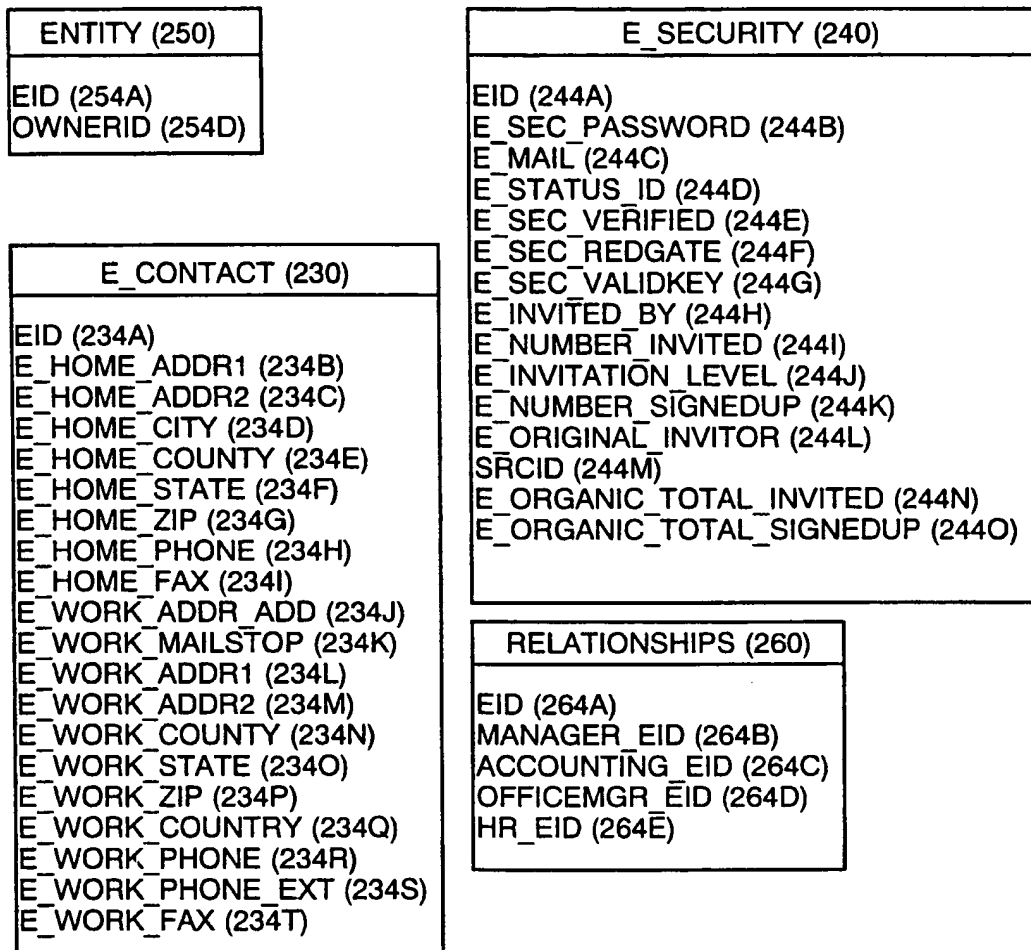 ENTITY (250)
EID (254A)
OWNERID (254D)
E_SECURITY (240)
EID (244A)
E_SEC_PASSWORD (244B)
E_MAIL (244C)
E_STATUS_ID (244D)
E_SEC_VERIFIED (244E)
E_SEC_REDGATE (244F)
E_SEC_VALIDKEY (244G)
E_INVITED_BY (244H)
E_NUMBER_INVITED (244I)
E_INVITATION_LEVEL (244J)
E_NUMBER_SIGNEDUP (244K)
E_ORIGINAL_INVITOR (244L)
SRCID (244M)
E_ORGANIC_TOTAL_INVITED (244N)
E_ORGANIC_TOTAL_SIGNEDUP (244O)
E_CONTACT (230)
EID (234A)
E_HOME_ADDR1 (234B)
E_HOME_ADDR2 (234C)
E_HOME_CITY (234D)
E_HOME_COUNTY (234E)
E_HOME_STATE (234F)
E_HOME_ZIP (234G)
E_HOME_PHONE (234H)
E_HOME_FAX (234I)
E_WORK_ADDR_ADD (234J)
E_WORK_MAILSTOP (234K)
E_WORK_ADDR1 (234L)
E_WORK_ADDR2 (234M)
E_WORK_COUNTY (234N)
E_WORK_STATE (234O)
E_WORK_ZIP (234P)
E_WORK_COUNTRY (234Q)
E_WORK_PHONE (234R)
E_WORK_PHONE_EXT (234S)
E_WORK_FAX (234T)
RELATIONSHIPS (260)
EID (264A)
MANAGER_EID (264B)
ACCOUNTING_EID (264C)
OFFICEMGR_EID (264D)
HR_EID (264E)